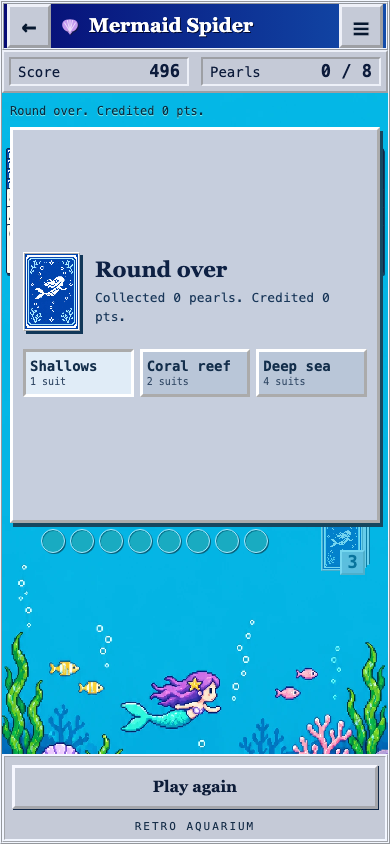 ←
Mermaid Spider
≡
Score 496
Pearls 0 / 8
Round over. Credited 0 pts.
Round over
Collected 0 pearls. Credited 0
pts.
Shallows
1 suit
Coral reef
2 suits
Deep sea
4 suits
3
Play again
RETRO AQUARIUM